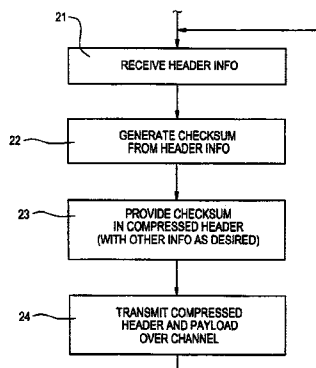 21
RECEIVE HEADER INFO
22
GENERATE CHECKSUM
FROM HEADER INFO
23
PROVIDE CHECKSUM
IN COMPRESSED HEADER
(WITH OTHER INFO AS DESIRED)
24
TRANSMIT COMPRESSED
HEADER AND PAYLOAD
OVER CHANNEL